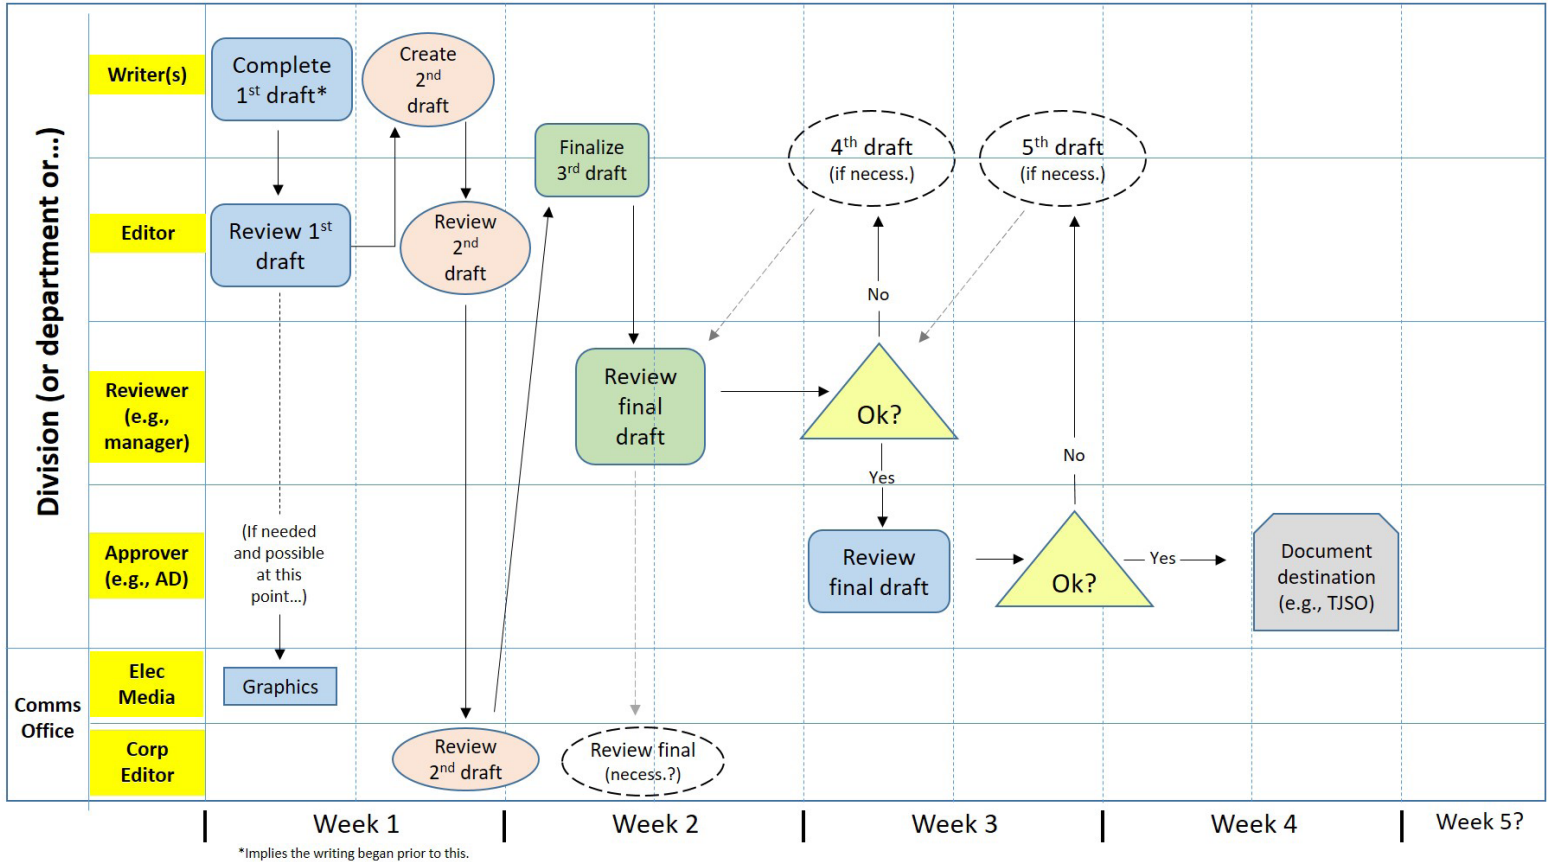 Division (or department or...)
Comms
Office
Writer(s)
Editor
Reviewer
(e.g.,
manager)
Approver
(e.g., AD)
Elec
Media
Corp
Editor
Complete
1st draft*
Create
2nd
draft
Review 1st
draft
Review
2nd
draft
Finalize
3rd draft
4th draft
(if necess.)
5th draft
(if necess.)
No
Review
final
draft
Ok?
Yes
No
(If needed
and possible
at this
point...)
Review
final draft
Ok?
Yes
Document
destination
(e.g., TJSO)
Graphics
Review
2nd draft
Review final
(necess.?)
Week 1
Week 2
Week 3
Week 4
Week 5?
*Implies the writing began prior to this.